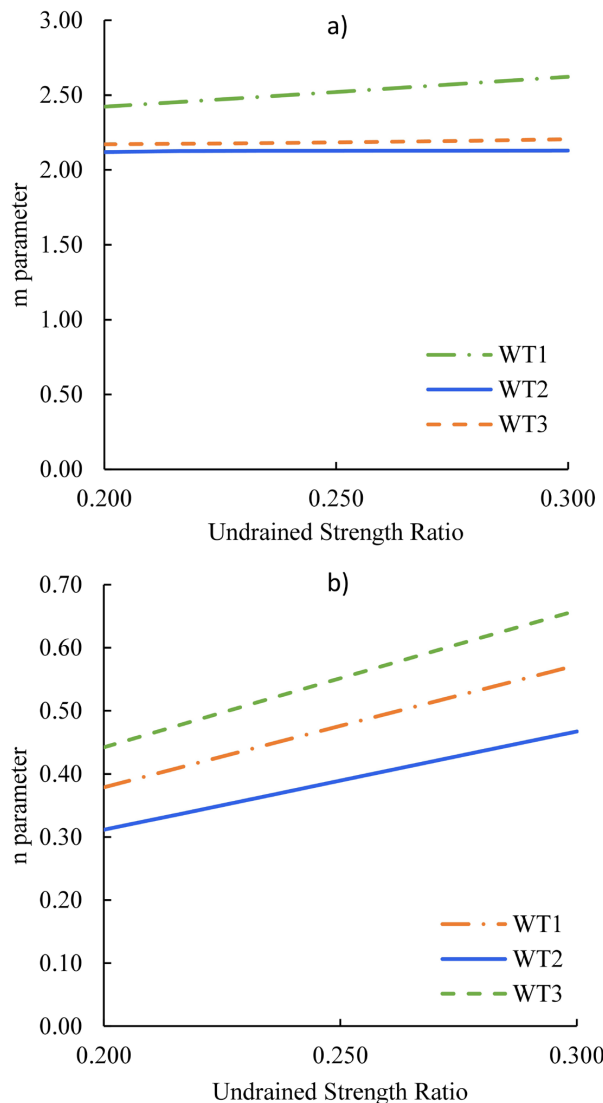 a)
3.00
2.50
2.00
1.50
1.00
0.50
0.00
m parameter
WT1
WT2
WT3
0.200
0.250
0.300
Undrained Strength Ratio
b)
0.70
0.60
0.50
0.40
0.30
0.20
0.10
0.00
n parameter
WT1
WT2
WT3
0.200
0.250
0.300
Undrained Strength Ratio